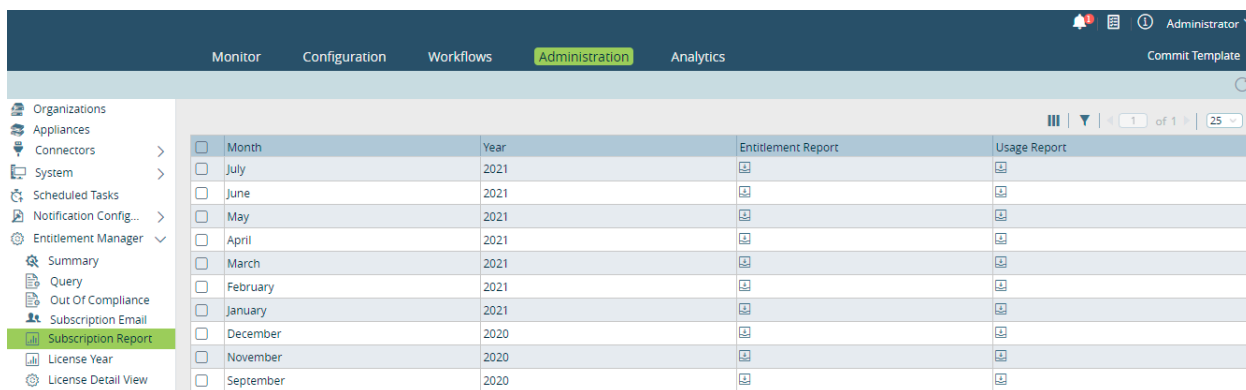 1
Administrator
Monitor Configuration Workflows Administration Analytics Commit Template
Organizations
Appliances
Connectors
System
Scheduled Tasks
Notification Config...
Entitlement Manager
Summary
Query
Out Of Compliance
Subscription Email
Subscription Report
License Year
License Detail View
1 of 1 25
Month Year Entitlement Report Usage Report
July 2021
June 2021
May 2021
April 2021
March 2021
February 2021
January 2021
December 2020
November 2020
September 2020